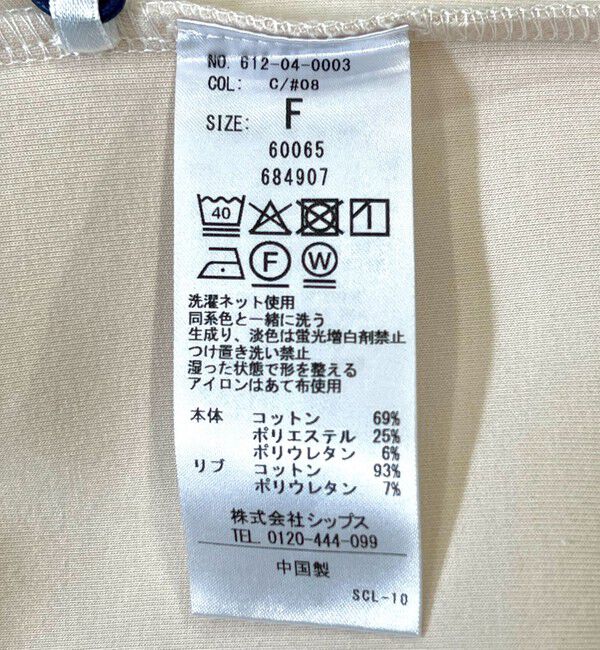 NO. 612-04-0003
COL: C/#08
SIZE: F
60065
684907
40
F W
洗濯ネット使用
同系色と一緒に洗う
生成り、淡色は蛍光増白剤禁止
つけ置き洗い禁止
湿った状態で形を整える
アイロンはあて布使用
本体 コットン 69%
ポリエステル 25%
ポリウレタン 6%
リブ コットン 93%
ポリウレタン 7%
株式会社シップス
TEL. 0120-444-099
中国製
SCL-10